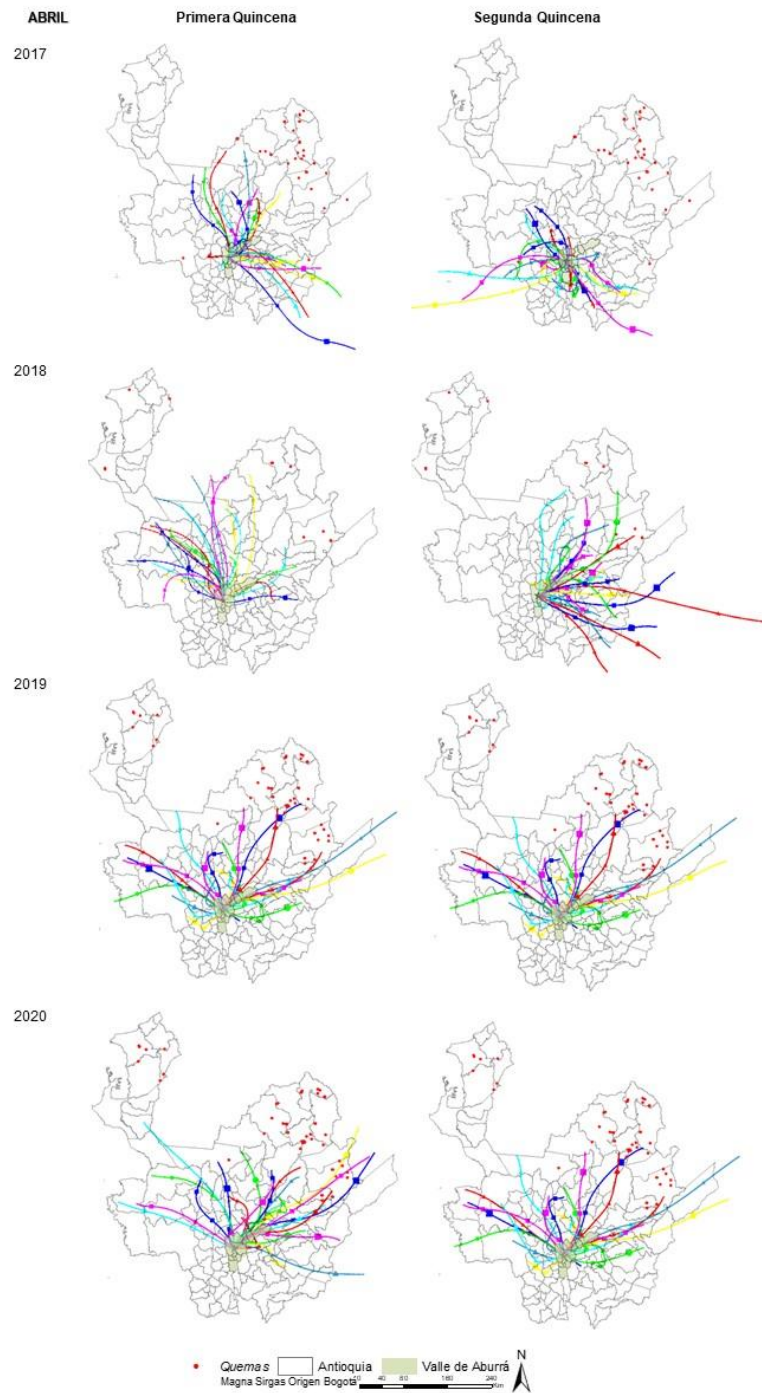 ABRIL Primera Quincena Segunda Quincena
2017
2018
2019
2020
N
Quemas Antioquia Valle de Aburrá
Magna Sirgas Origen Bogotá 20 40 80 160 240
Km